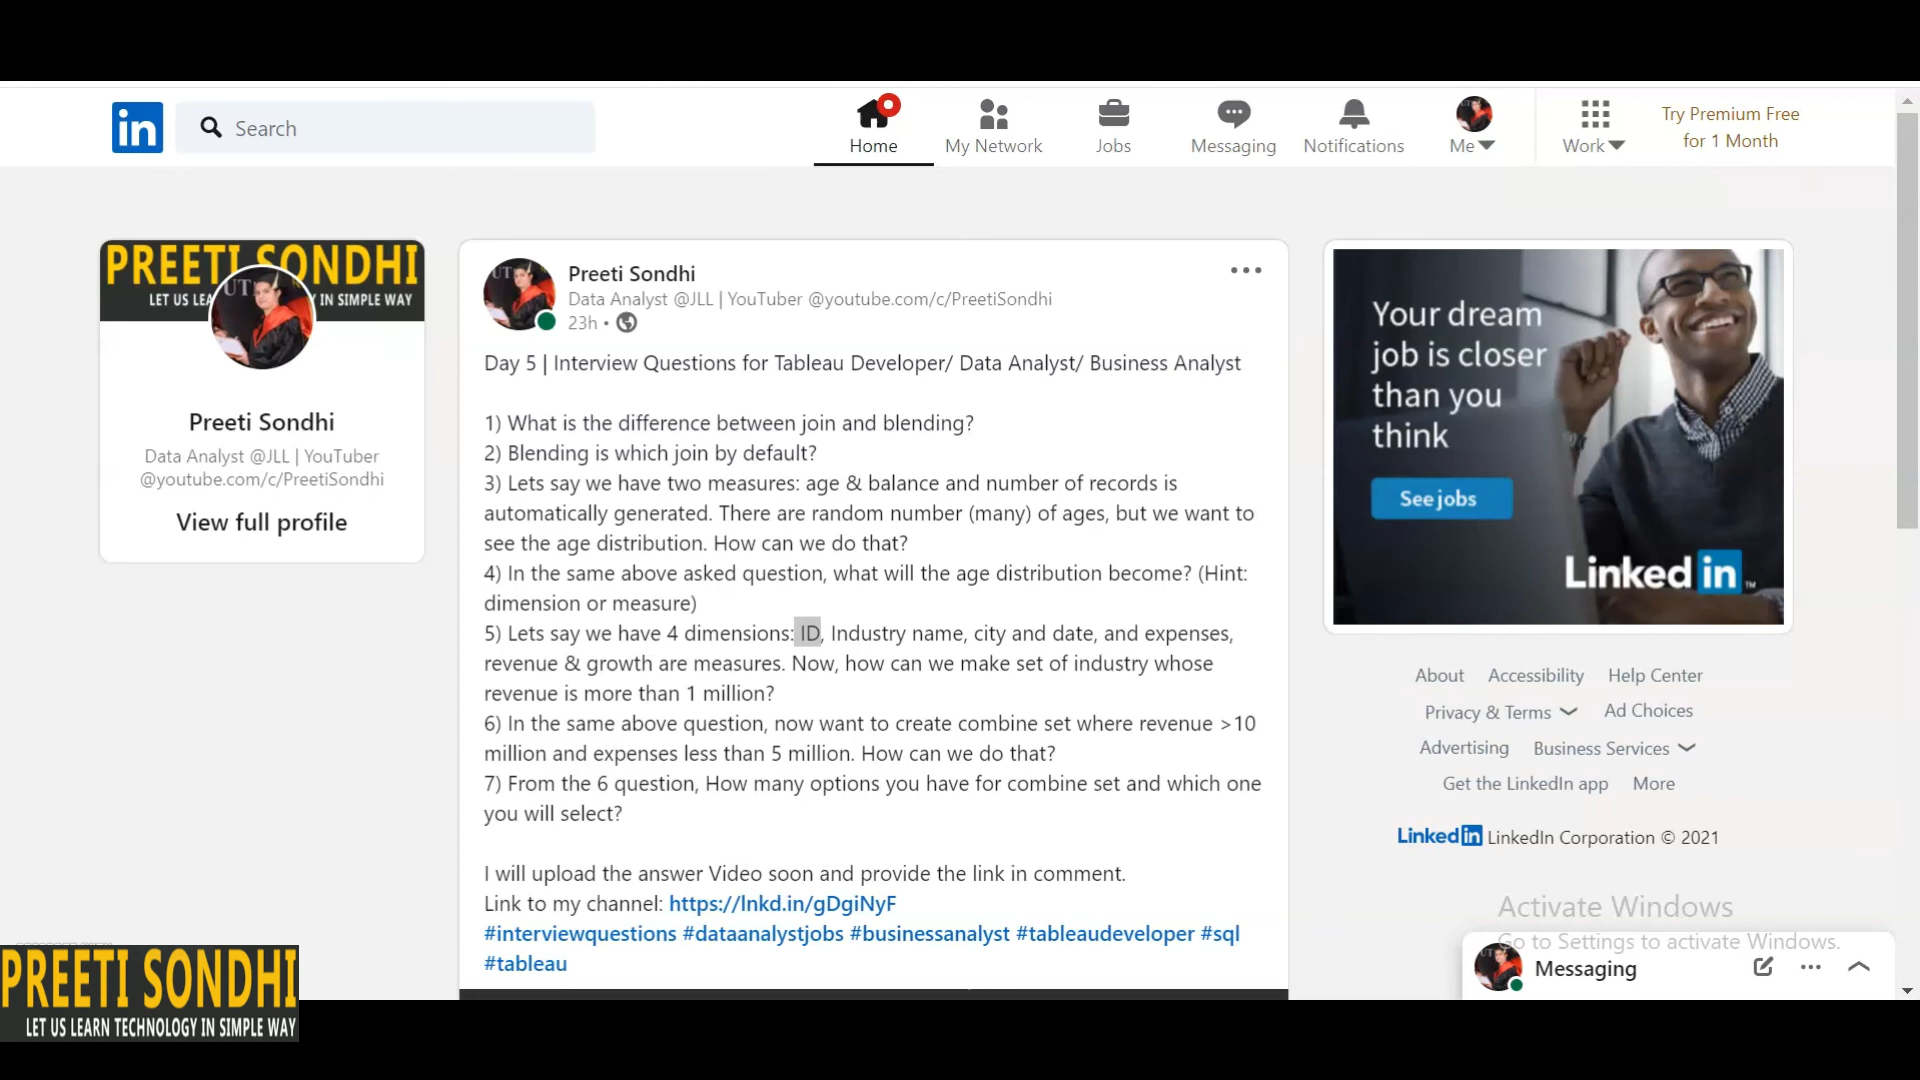 in
Search
Home
My Network
Jobs
Messaging
Notifications
Me
Work
Try Premium Free
for 1 Month
PREETI SONDHI
LET US LEA
Y IN SIMPLE WAY
UT
Preeti Sondhi
Data Analyst @JLL | YouTuber
@youtube.com/c/PreetiSondhi
View full profile
Preeti Sondhi
Data Analyst @JLL | YouTuber @youtube.com/c/PreetiSondhi
23h •
Day 5 | Interview Questions for Tableau Developer/ Data Analyst/ Business Analyst
1) What is the difference between join and blending?
2) Blending is which join by default?
3) Lets say we have two measures: age & balance and number of records is
automatically generated. There are random number (many) of ages, but we want to
see the age distribution. How can we do that?
4) In the same above asked question, what will the age distribution become? (Hint:
dimension or measure)
5) Lets say we have 4 dimensions: ID, Industry name, city and date, and expenses,
revenue & growth are measures. Now, how can we make set of industry whose
revenue is more than 1 million?
6) In the same above question, now want to create combine set where revenue >10
million and expenses less than 5 million. How can we do that?
7) From the 6 question, How many options you have for combine set and which one
you will select?
I will upload the answer Video soon and provide the link in comment.
Link to my channel: https://lnkd.in/gDgiNyF
#interviewquestions #dataanalystjobs #businessanalyst #tableaudeveloper #sql
#tableau
Your dream
job is closer
than you
think
See jobs
Linked in
About Accessibility Help Center
Privacy & Terms Ad Choices
Advertising Business Services
Get the LinkedIn app More
Linked in LinkedIn Corporation © 2021
Activate Windows
Go to Settings to activate Windows.
Messaging
PREETI SONDHI
LET US LEARN TECHNOLOGY IN SIMPLE WAY